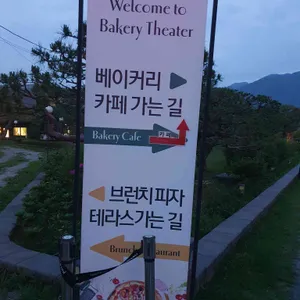 Welcome to
Bakery Theater
베이커리
카페 가는 길
Bakery Cafe
브런치피자
테라스가는 길
Brunch Restaurant